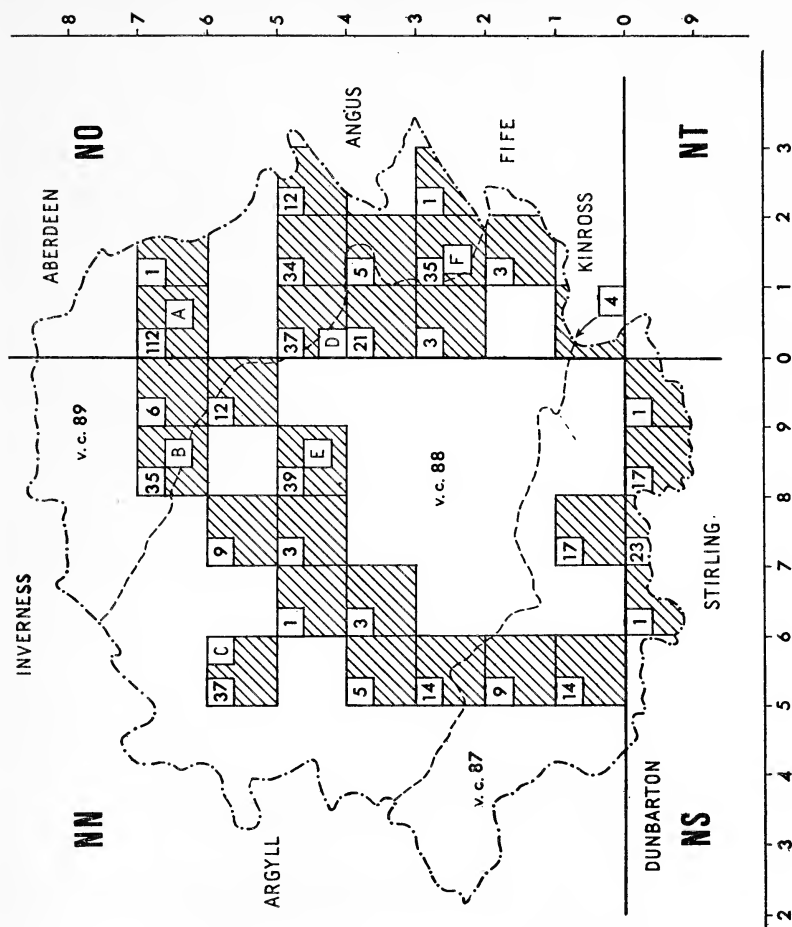 8
INVERNESS
ABERDEEN
NN
v.c. 89
NO
7
35
B
6
112
A
1
6
37
C
9
12
5
ARGYLL
1
3
39
E
37
D
34
12
4
ANGUS
5
3
21
5
3
v.c. 88
14
3
35
F
1
FIFE
2
v.c. 87
9
3
1
KINROSS
14
17
4
0
DUNBARTON
1
23
17
1
NS
STIRLING
NT
9
2 3 4 5 6 7 8 9 0 1 2 3